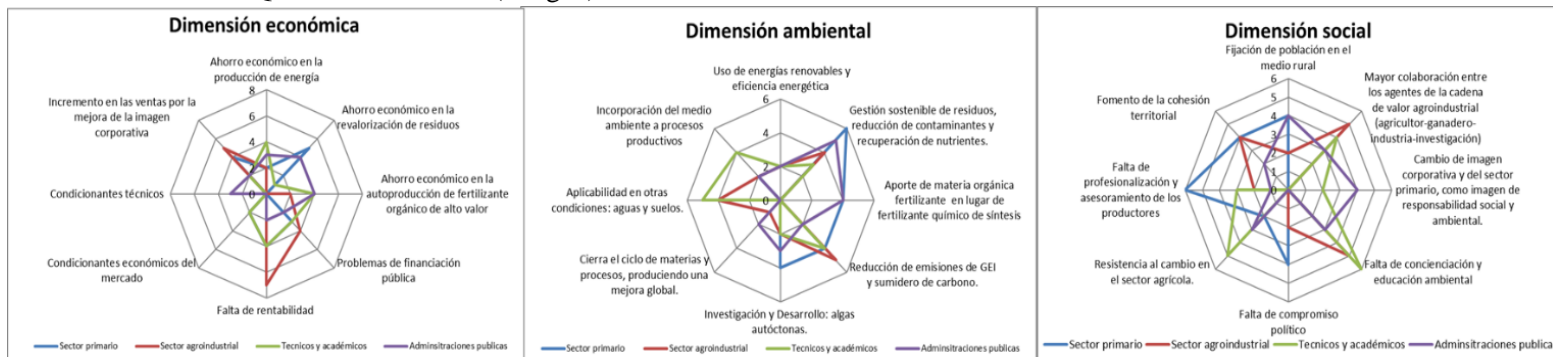 Dimensión económica
Ahorro económico en la
producción de energía
Incremento en las ventas por la
mejora de la imagen
corporativa
Ahorro económico en la
revalorización de residuos
Condicionantes técnicos
Ahorro económico en la
autoproducción de fertilizante
orgánico de alto valor
Condicionantes económicos del
mercado
Problemas de financiación
pública
Falta de rentabilidad
8
6
4
2
0
Sector primario
Sector agroindustrial
Tecnicos y académicos
Adminsitraciones publicas
Dimensión ambiental
Uso de energías renovables y
eficiencia energética
Incorporación del medio
ambiente a procesos
productivos
Gestión sostenible de residuos,
reducción de contaminantes y
recuperación de nutrientes.
Aplicabilidad en otras
condiciones: aguas y suelos.
Aporte de materia orgánica
fertilizante en lugar de
fertilizante químico de síntesis
Cierra el ciclo de materias y
procesos, produciendo una
mejora global.
Reducción de emisiones de GEI
y sumidero de carbono.
Investigación y Desarrollo: algas
autóctonas.
6
4
2
0
Sector primario
Sector agroindustrial
Tecnicos y académicos
Adminsitraciones publicas
Dimensión social
Fijación de población en el
medio rural
Fomento de la cohesión
territorial
Mayor colaboración entre
los agentes de la cadena
de valor agroindustrial
(agricultor-ganadero-
Industria-investigación)
Falta de
profesionalización y
asesoramiento de los
productores
Cambio de imagen
corporativa y del sector
primario, como imagen de
responsabilidad social y
ambiental.
Resistencia al cambio en
el sector agrícola.
Falta de concienciación y
educación ambiental
Falta de compromiso
político
6
5
4
3
2
1
0
Sector primario
Sector agroindustrial
Tecnicos y académicos
Adminsitraciones publicas